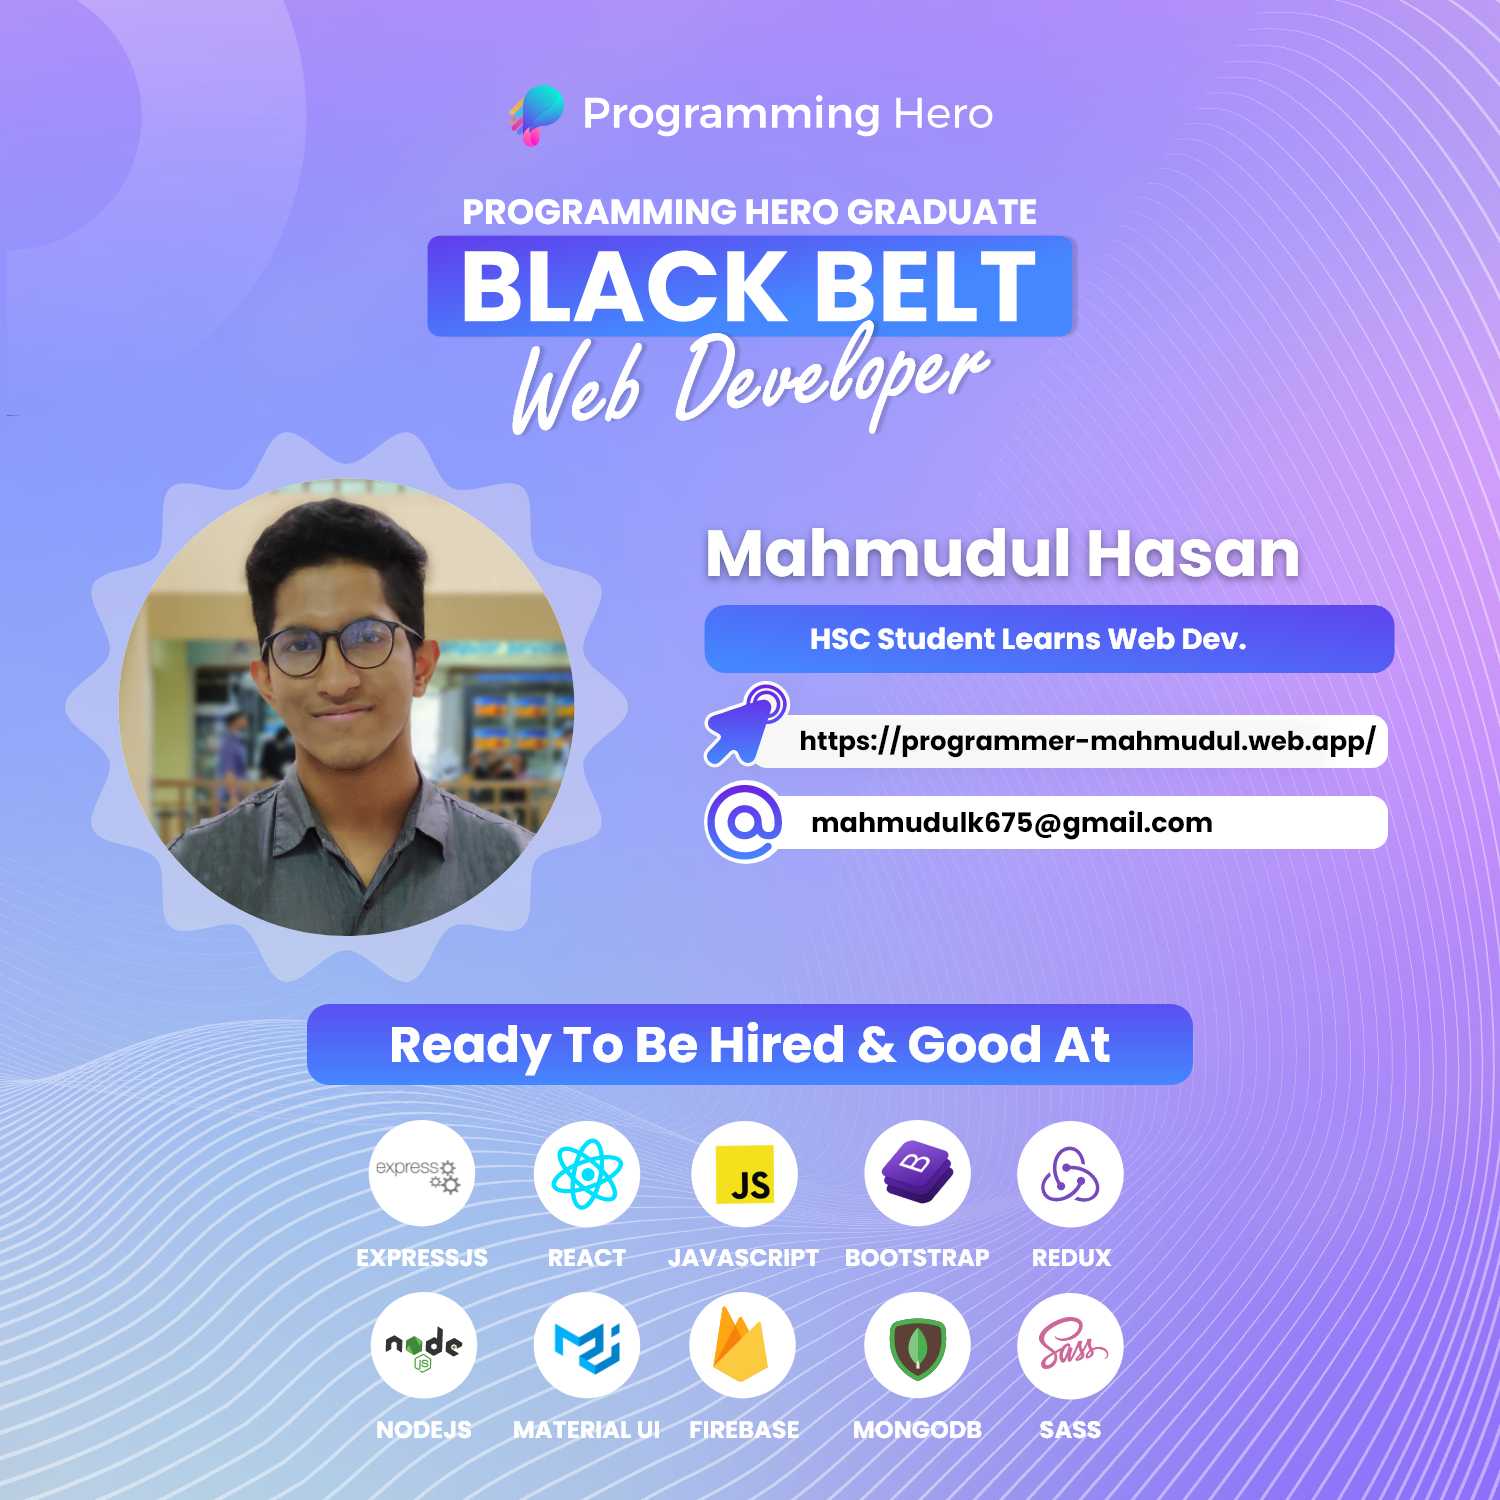 Programming Hero
PROGRAMMING HERO GRADUATE
BLACK BELT
Web Developer
Mahmudul Hasan
HSC Student Learns Web Dev.
https://programmer-mahmudul.web.app/
mahmudulk675@gmail.com
Ready To Be Hired & Good At
express
JS
B
EXPRESSJS REACT JAVASCRIPT BOOTSTRAP REDUX
node
JS
Sass
NODEJS MATERIAL UI FIREBASE MONGODB SASS